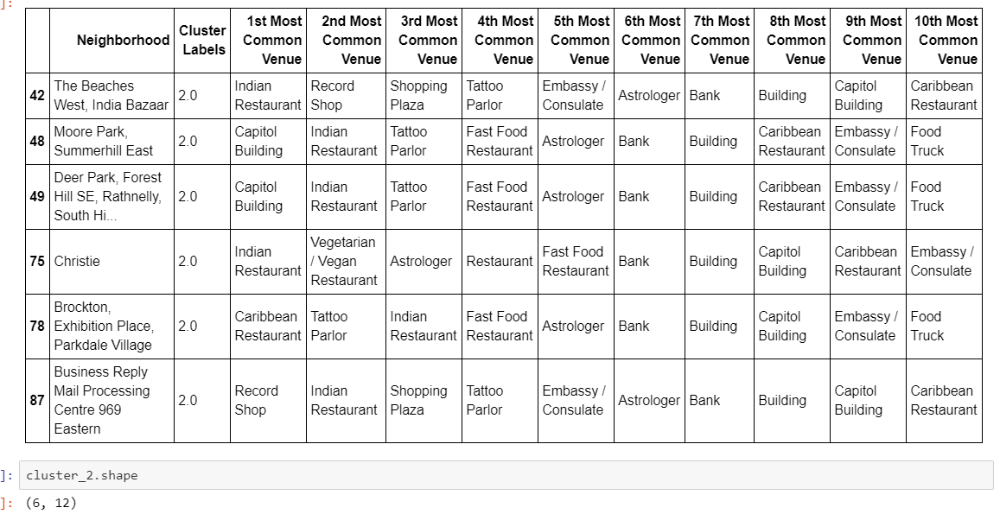 ]:
Neighborhood Cluster Labels 1st Most Common Venue 2nd Most Common Venue 3rd Most Common Venue 4th Most Common Venue 5th Most Common Venue 6th Most Common Venue 7th Most Common Venue 8th Most Common Venue 9th Most Common Venue 10th Most Common Venue
42 The Beaches West, India Bazaar 2.0 Indian Restaurant Record Shop Shopping Plaza Tattoo Parlor Embassy / Consulate Astrologer Bank Building Capitol Building Caribbean Restaurant
48 Moore Park, Summerhill East 2.0 Capitol Building Indian Restaurant Tattoo Parlor Fast Food Restaurant Astrologer Bank Building Caribbean Restaurant Embassy / Consulate Food Truck
49 Deer Park, Forest Hill SE, Rathnelly, South Hi... 2.0 Capitol Building Indian Restaurant Tattoo Parlor Fast Food Restaurant Astrologer Bank Building Caribbean Restaurant Embassy / Consulate Food Truck
75 Christie 2.0 Indian Restaurant Vegetarian / Vegan Restaurant Astrologer Restaurant Fast Food Restaurant Bank Building Capitol Building Caribbean Restaurant Embassy / Consulate
78 Brockton, Exhibition Place, Parkdale Village 2.0 Caribbean Restaurant Tattoo Parlor Indian Restaurant Fast Food Restaurant Astrologer Bank Building Capitol Building Embassy / Consulate Food Truck
87 Business Reply Mail Processing Centre 969 Eastern 2.0 Record Shop Indian Restaurant Shopping Plaza Tattoo Parlor Embassy / Consulate Astrologer Bank Building Capitol Building Caribbean Restaurant
]: cluster_2.shape
]: (6, 12)